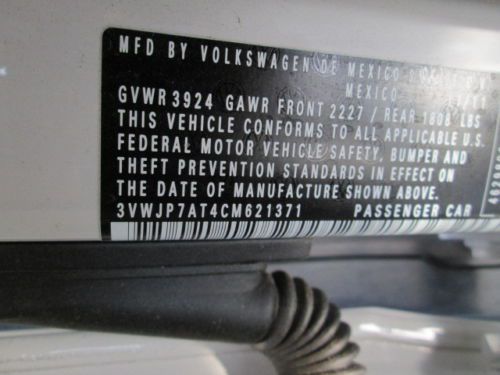 MFD BY VOLKSWAGEN DE MEXICO
MEXICO 1/11
GVWR 3924 GAWR FRONT 2227 / REAR 1808 LBS
THIS VEHICLE CONFORMS TO ALL APPLICABLE U.S.
FEDERAL MOTOR VEHICLE SAFETY, BUMPER AND
THEFT PREVENTION STANDARDS IN EFFECT ON
THE DATE OF MANUFACTURE SHOWN ABOVE.
3VWJP7AT4CM621371 PASSENGER CAR